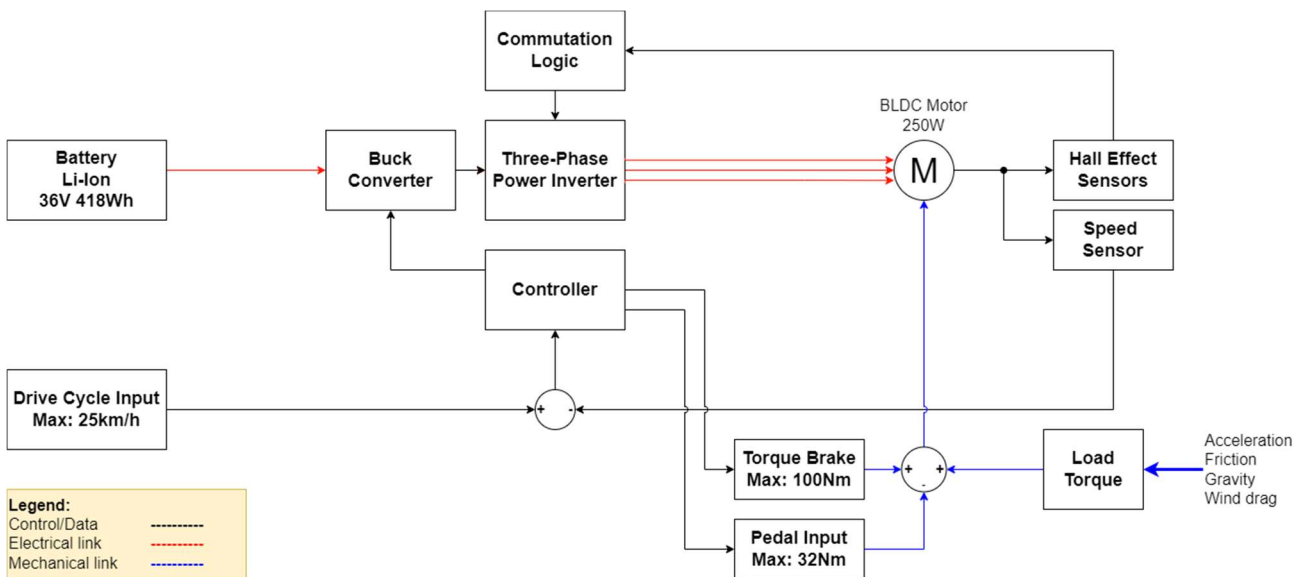 Commutation
Logic
BLDC Motor
250W
Battery
Li-Ion
36V 418Wh
Buck
Converter
Three-Phase
Power Inverter
M
Hall Effect
Sensors
Speed
Sensor
Controller
Drive Cycle Input
Max: 25km/h
+ -
Torque Brake
Max: 100Nm
+ +
-
Load
Torque
Acceleration
Friction
Gravity
Wind drag
Pedal Input
Max: 32Nm
Legend:
Control/Data ----------
Electrical link ----------
Mechanical link ----------